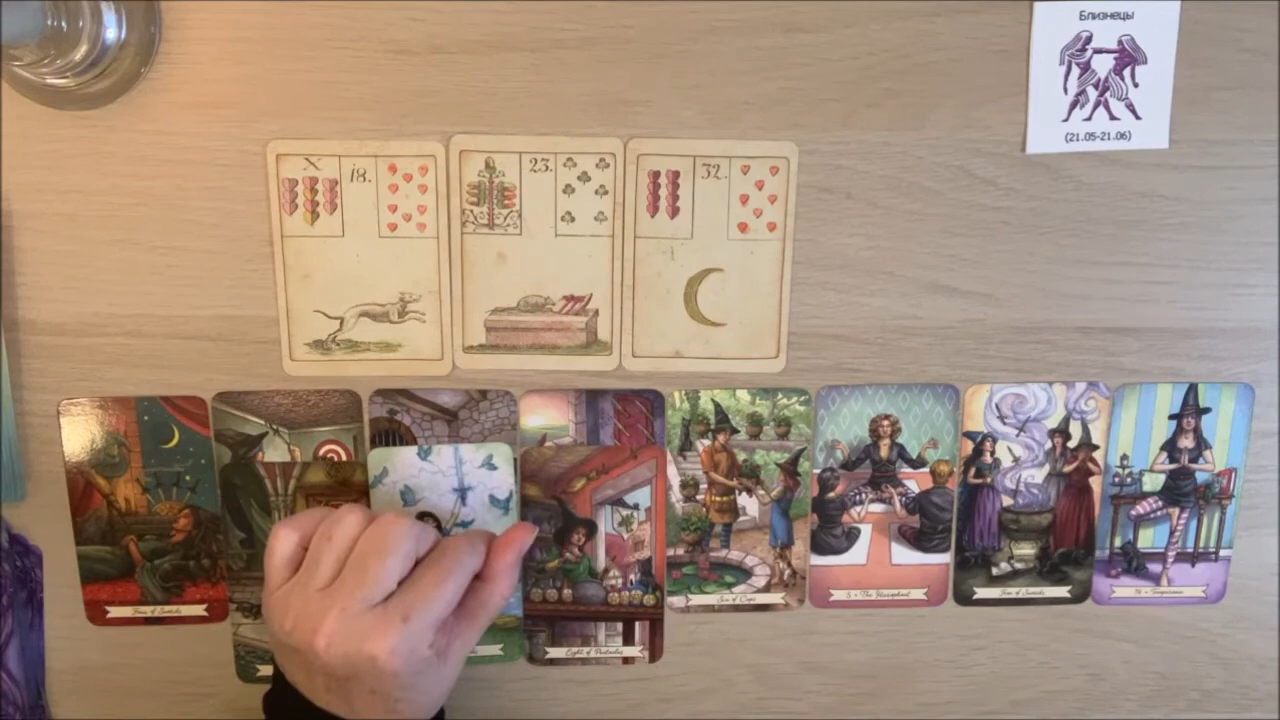 Близнецы
(21.05-21.06)
X 18.
23.
32.
Four of Swords
Eight of Pentacles
Six of Cups
5 • The Hierophant
of Swords
14 • Temperance